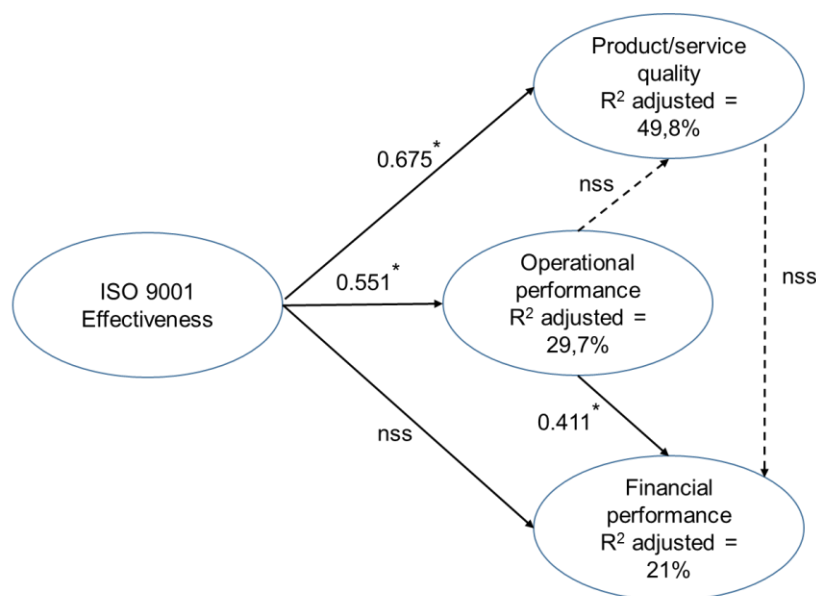 Product/service
quality
R² adjusted =
49,8%
0.675*
nss
ISO 9001
Effectiveness
0.551*
Operational
performance
R² adjusted =
29,7%
nss
0.411*
nss
Financial
performance
R² adjusted =
21%